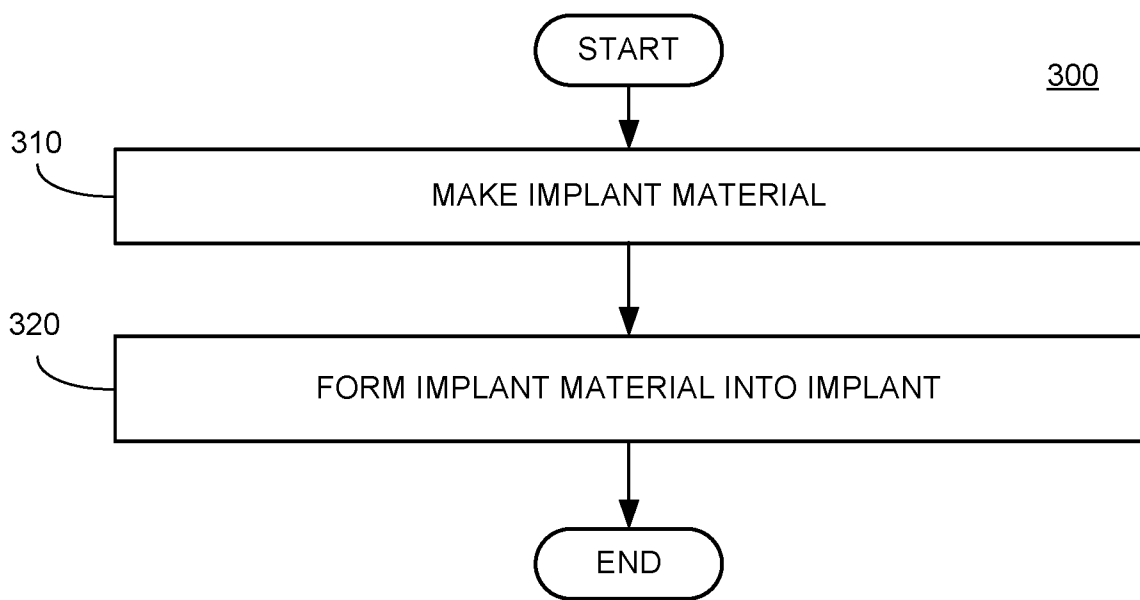 START
300
310
MAKE IMPLANT MATERIAL
320
FORM IMPLANT MATERIAL INTO IMPLANT
END